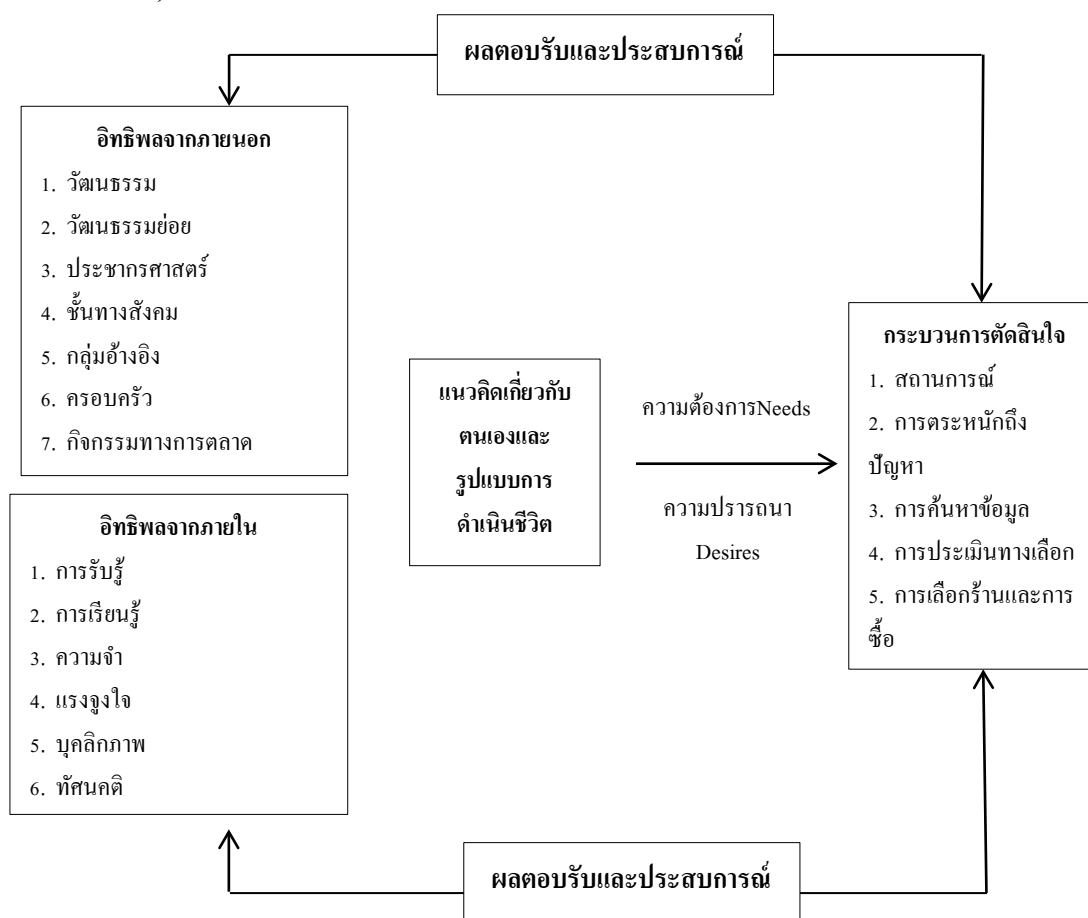 ผลตอบรับและประสบการณ์
อิทธิพลจากภายนอก
1. วัฒนธรรม
2. วัฒนธรรมย่อย
3. ประชากรศาสตร์
4. ชั้นทางสังคม
5. กลุ่มอ้างอิง
6. ครอบครัว
7. กิจกรรมทางการตลาด
อิทธิพลจากภายใน
1. การรับรู้
2. การเรียนรู้
3. ความจำ
4. แรงจูงใจ
5. บุคลิกภาพ
6. ทัศนคติ
แนวคิดเกี่ยวกับ
ตนเองและ
รูปแบบการ
ดำเนินชีวิต
ความต้องการNeeds
ความปรารถนา
Desires
กระบวนการตัดสินใจ
1. สถานการณ์
2. การตระหนักถึง
ปัญหา
3. การค้นหาข้อมูล
4. การประเมินทางเลือก
5. การเลือกร้านและการ
ซื้อ
ผลตอบรับและประสบการณ์